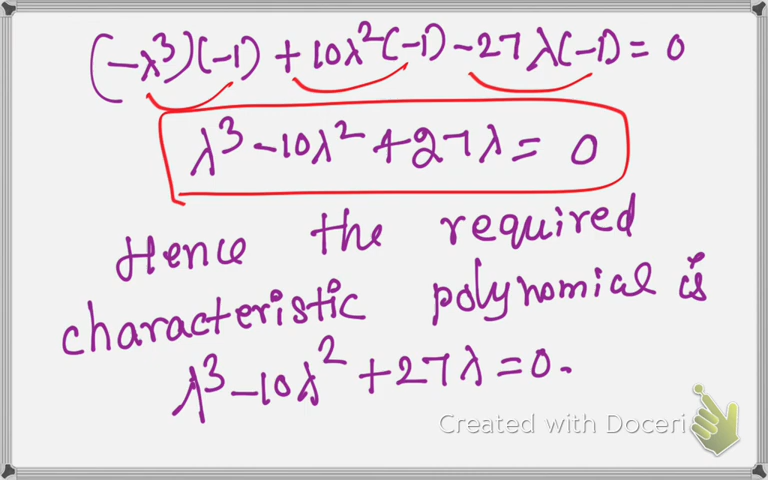 (-λ³)(-1) + 10λ²(-1) - 27λ(-1) = 0
λ³ - 10λ² + 27λ = 0
Hence the required
characteristic polynomial is
λ³ - 10λ² + 27λ = 0.
Created with Doceri